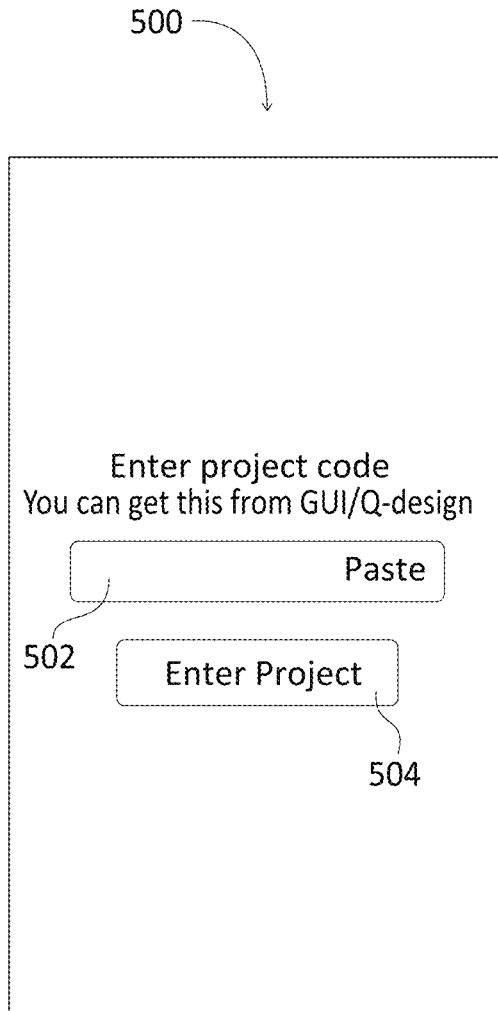 500
Enter project code
You can get this from GUI/Q-design
Paste
502
Enter Project
504